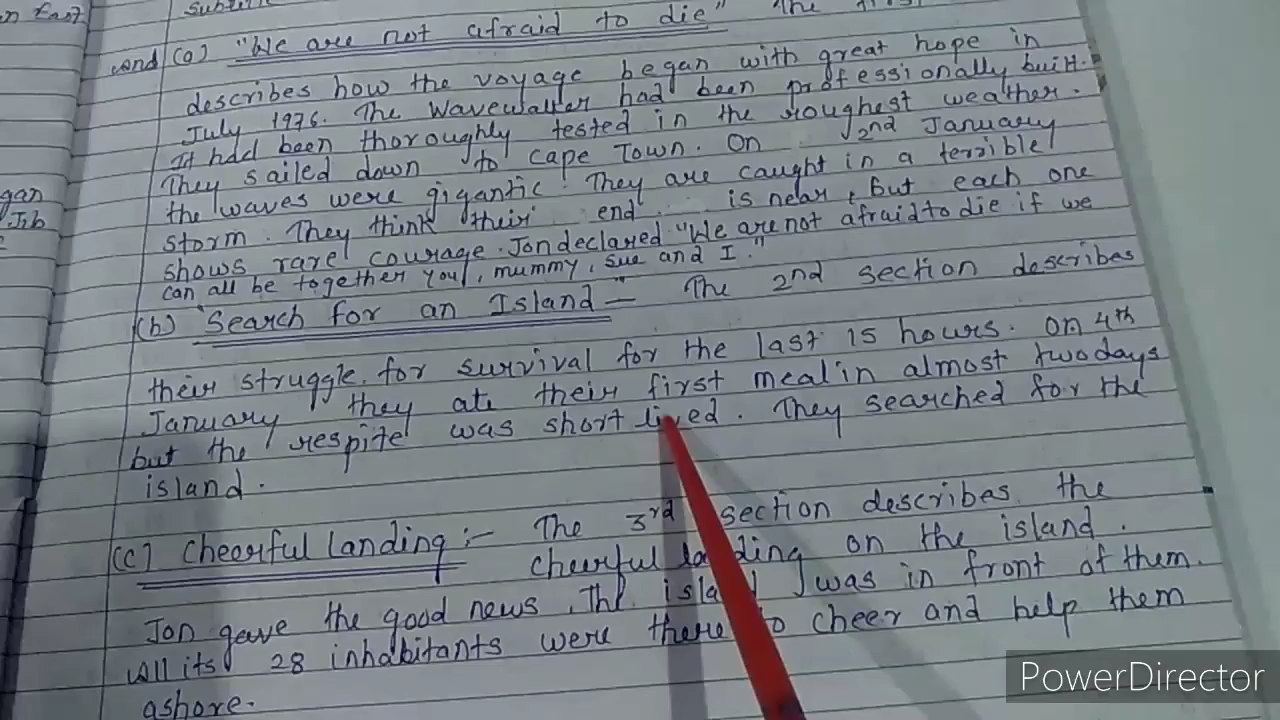 n fast
subtit
and (a) "We are not afraid to die" The first
describes how the voyage began with great hope in
July 1976. The Wavewalker had been professionally built.
It had been thoroughly tested in the roughest weather.
They sailed down to Cape Town. On 2nd January
the waves were gigantic. They are caught in a terrible
storm. They think their end is near, but each one
shows rare courage. Jon declared "We are not afraid to die if we
can all be together you, mummy, sue and I."
gan
Jib
(b) "Search for an Island" – The 2nd section describes
their struggle for survival for the last 15 hours. On 4th
January they ate their first meal in almost two days
but the respite was short lived. They searched for the
island.
(c) Cheerful landing :- The 3rd section describes the
cheerful landing on the island.
Jon gave the good news. The island was in front of them.
All its 28 inhabitants were there to cheer and help them
ashore.
PowerDirector